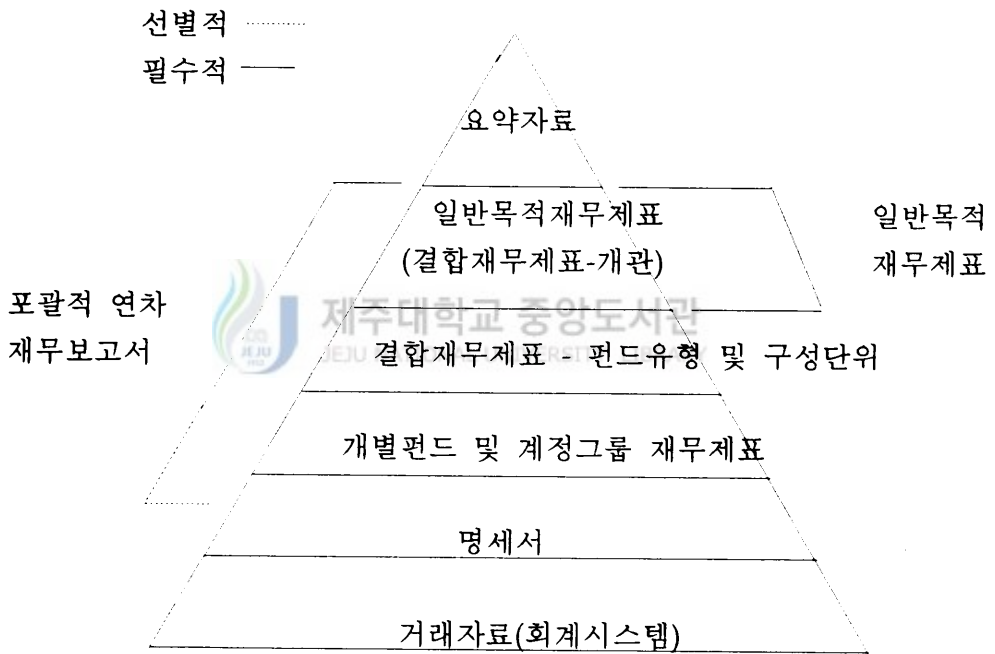 선별적
필수적
요약자료
일반목적재무제표
(결합재무제표-개관)
일반목적
재무제표
포괄적 연차
재무보고서
제주대학교 중앙도서관
결합재무제표 - 펀드유형 및 구성단위
개별펀드 및 계정그룹 재무제표
명세서
거래자료(회계시스템)